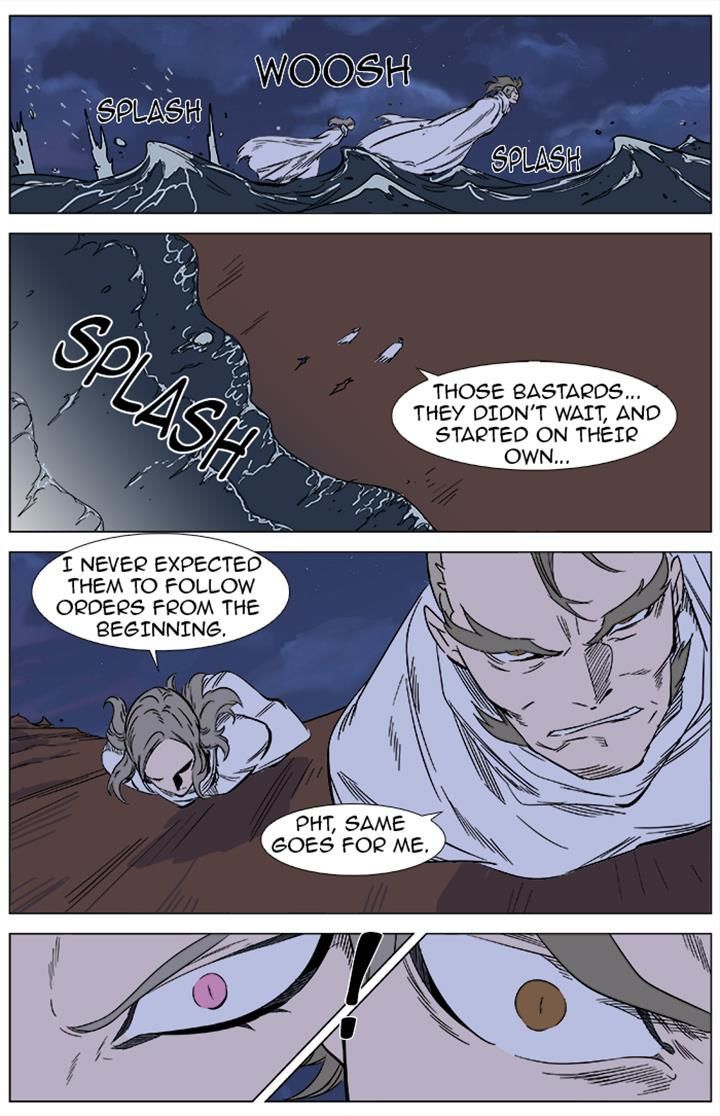 WOOSH
SPLASH
SPLASH
SPLASH
THOSE BASTARDS...
THEY DIDN'T WAIT, AND
STARTED ON THEIR
OWN...
I NEVER EXPECTED
THEM TO FOLLOW
ORDERS FROM THE
BEGINNING.
PHT, SAME
GOES FOR ME.
!